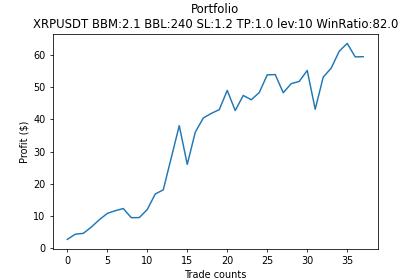 Portfolio
XRPUSDT BBM:2.1 BBL:240 SL:1.2 TP:1.0 lev:10 WinRatio:82.0
60
50
40
30
20
10
0
Profit ($)
0 5 10 15 20 25 30 35
Trade counts